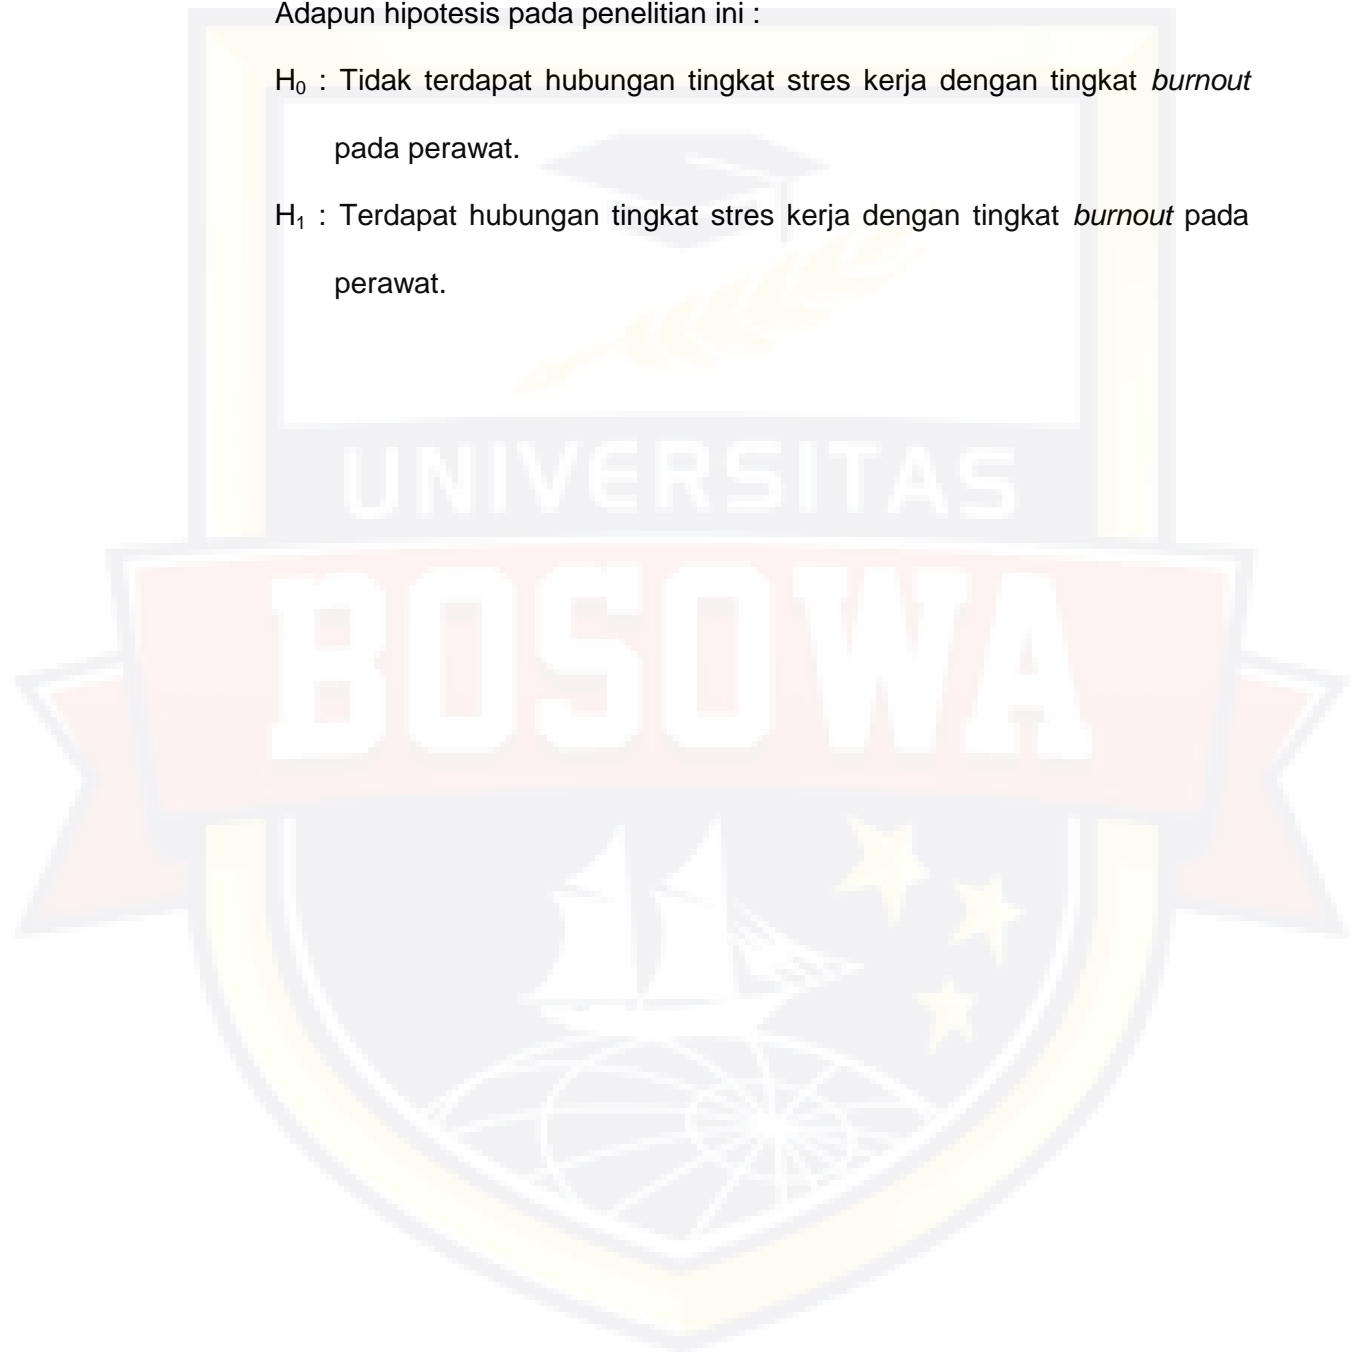 Adapun hipotesis pada penelitian ini :
H₀ : Tidak terdapat hubungan tingkat stres kerja dengan tingkat burnout
pada perawat.
H₁ : Terdapat hubungan tingkat stres kerja dengan tingkat burnout pada
perawat.
UNIVERSITAS
BOSOWA